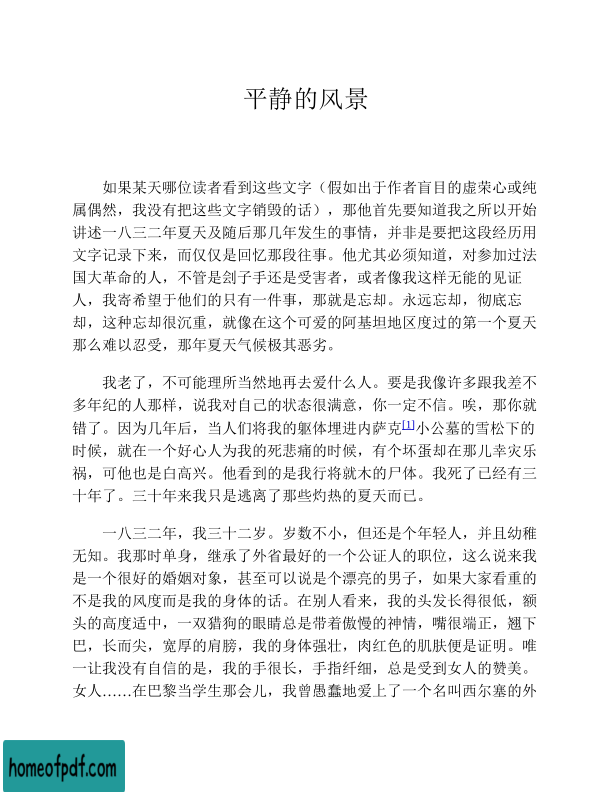 平静的风景
如果某天哪位读者看到这些文字（假如出于作者盲目的虚荣心或纯
属偶然，我没有把这些文字销毁的话），那他首先要知道我之所以开始
讲述一八三二年夏天及随后那几年发生的事情，并非是要把这段经历用
文字记录下来，而仅仅是回忆那段往事。他尤其必须知道，对参加过法
国大革命的人，不管是刽子手还是受害者，或者像我这样无能的见证
人，我寄希望于他们的只有一件事，那就是忘却。永远忘却，彻底忘
却，这种忘却很沉重，就像在这个可爱的阿基坦地区度过的第一个夏天
那么难以忍受，那年夏天气候极其恶劣。
我老了，不可能理所当然地再去爱什么人。要是我像许多跟我差不
多年纪的人那样，说我对自己的状态很满意，你一定不信。唉，那你就
错了。因为几年后，当人们将我的躯体埋进内萨克[1]小公墓的雪松下的
时候，就在一个好心人为我的死悲痛的时候，有个坏蛋却在那儿幸灾乐
祸，可他也是白高兴。他看到的是我行将就木的尸体。我死了已经有三
十年了。三十年来我只是逃离了那些灼热的夏天而已。
一八三二年，我三十二岁。岁数不小，但还是个年轻人，并且幼稚
无知。我那时单身，继承了外省最好的一个公证人的职位，这么说来我
是一个很好的婚姻对象，甚至可以说是个漂亮的男子，如果大家看重的
不是我的风度而是我的身体的话。在别人看来，我的头发长得很低，额
头的高度适中，一双猎狗的眼睛总是带着傲慢的神情，嘴很端正，翘下
巴，长而尖，宽厚的肩膀，我的身体强壮，肉红色的肌肤便是证明。唯
一让我没有自信的是，我的手很长，手指纤细，总是受到女人的赞美。
女人……在巴黎当学生那会儿，我曾愚蠢地爱上了一个名叫西尔塞的外
homeofpdf.com